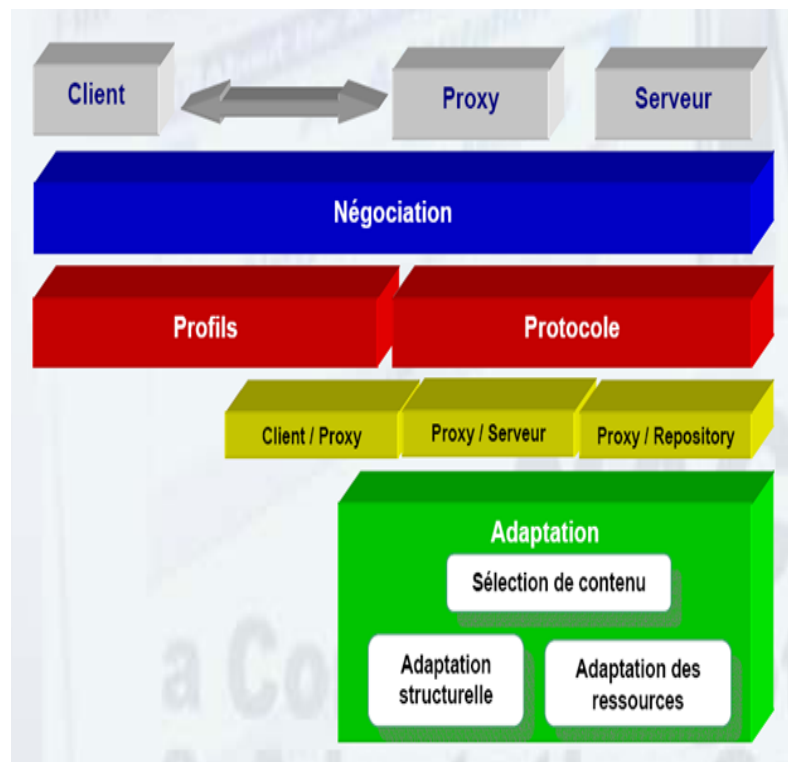 Client
Proxy
Serveur
Négociation
Profils
Protocole
Client / Proxy
Proxy / Serveur
Proxy / Repository
Adaptation
Sélection de contenu
Adaptation
structurelle
Adaptation des
ressources
a Co